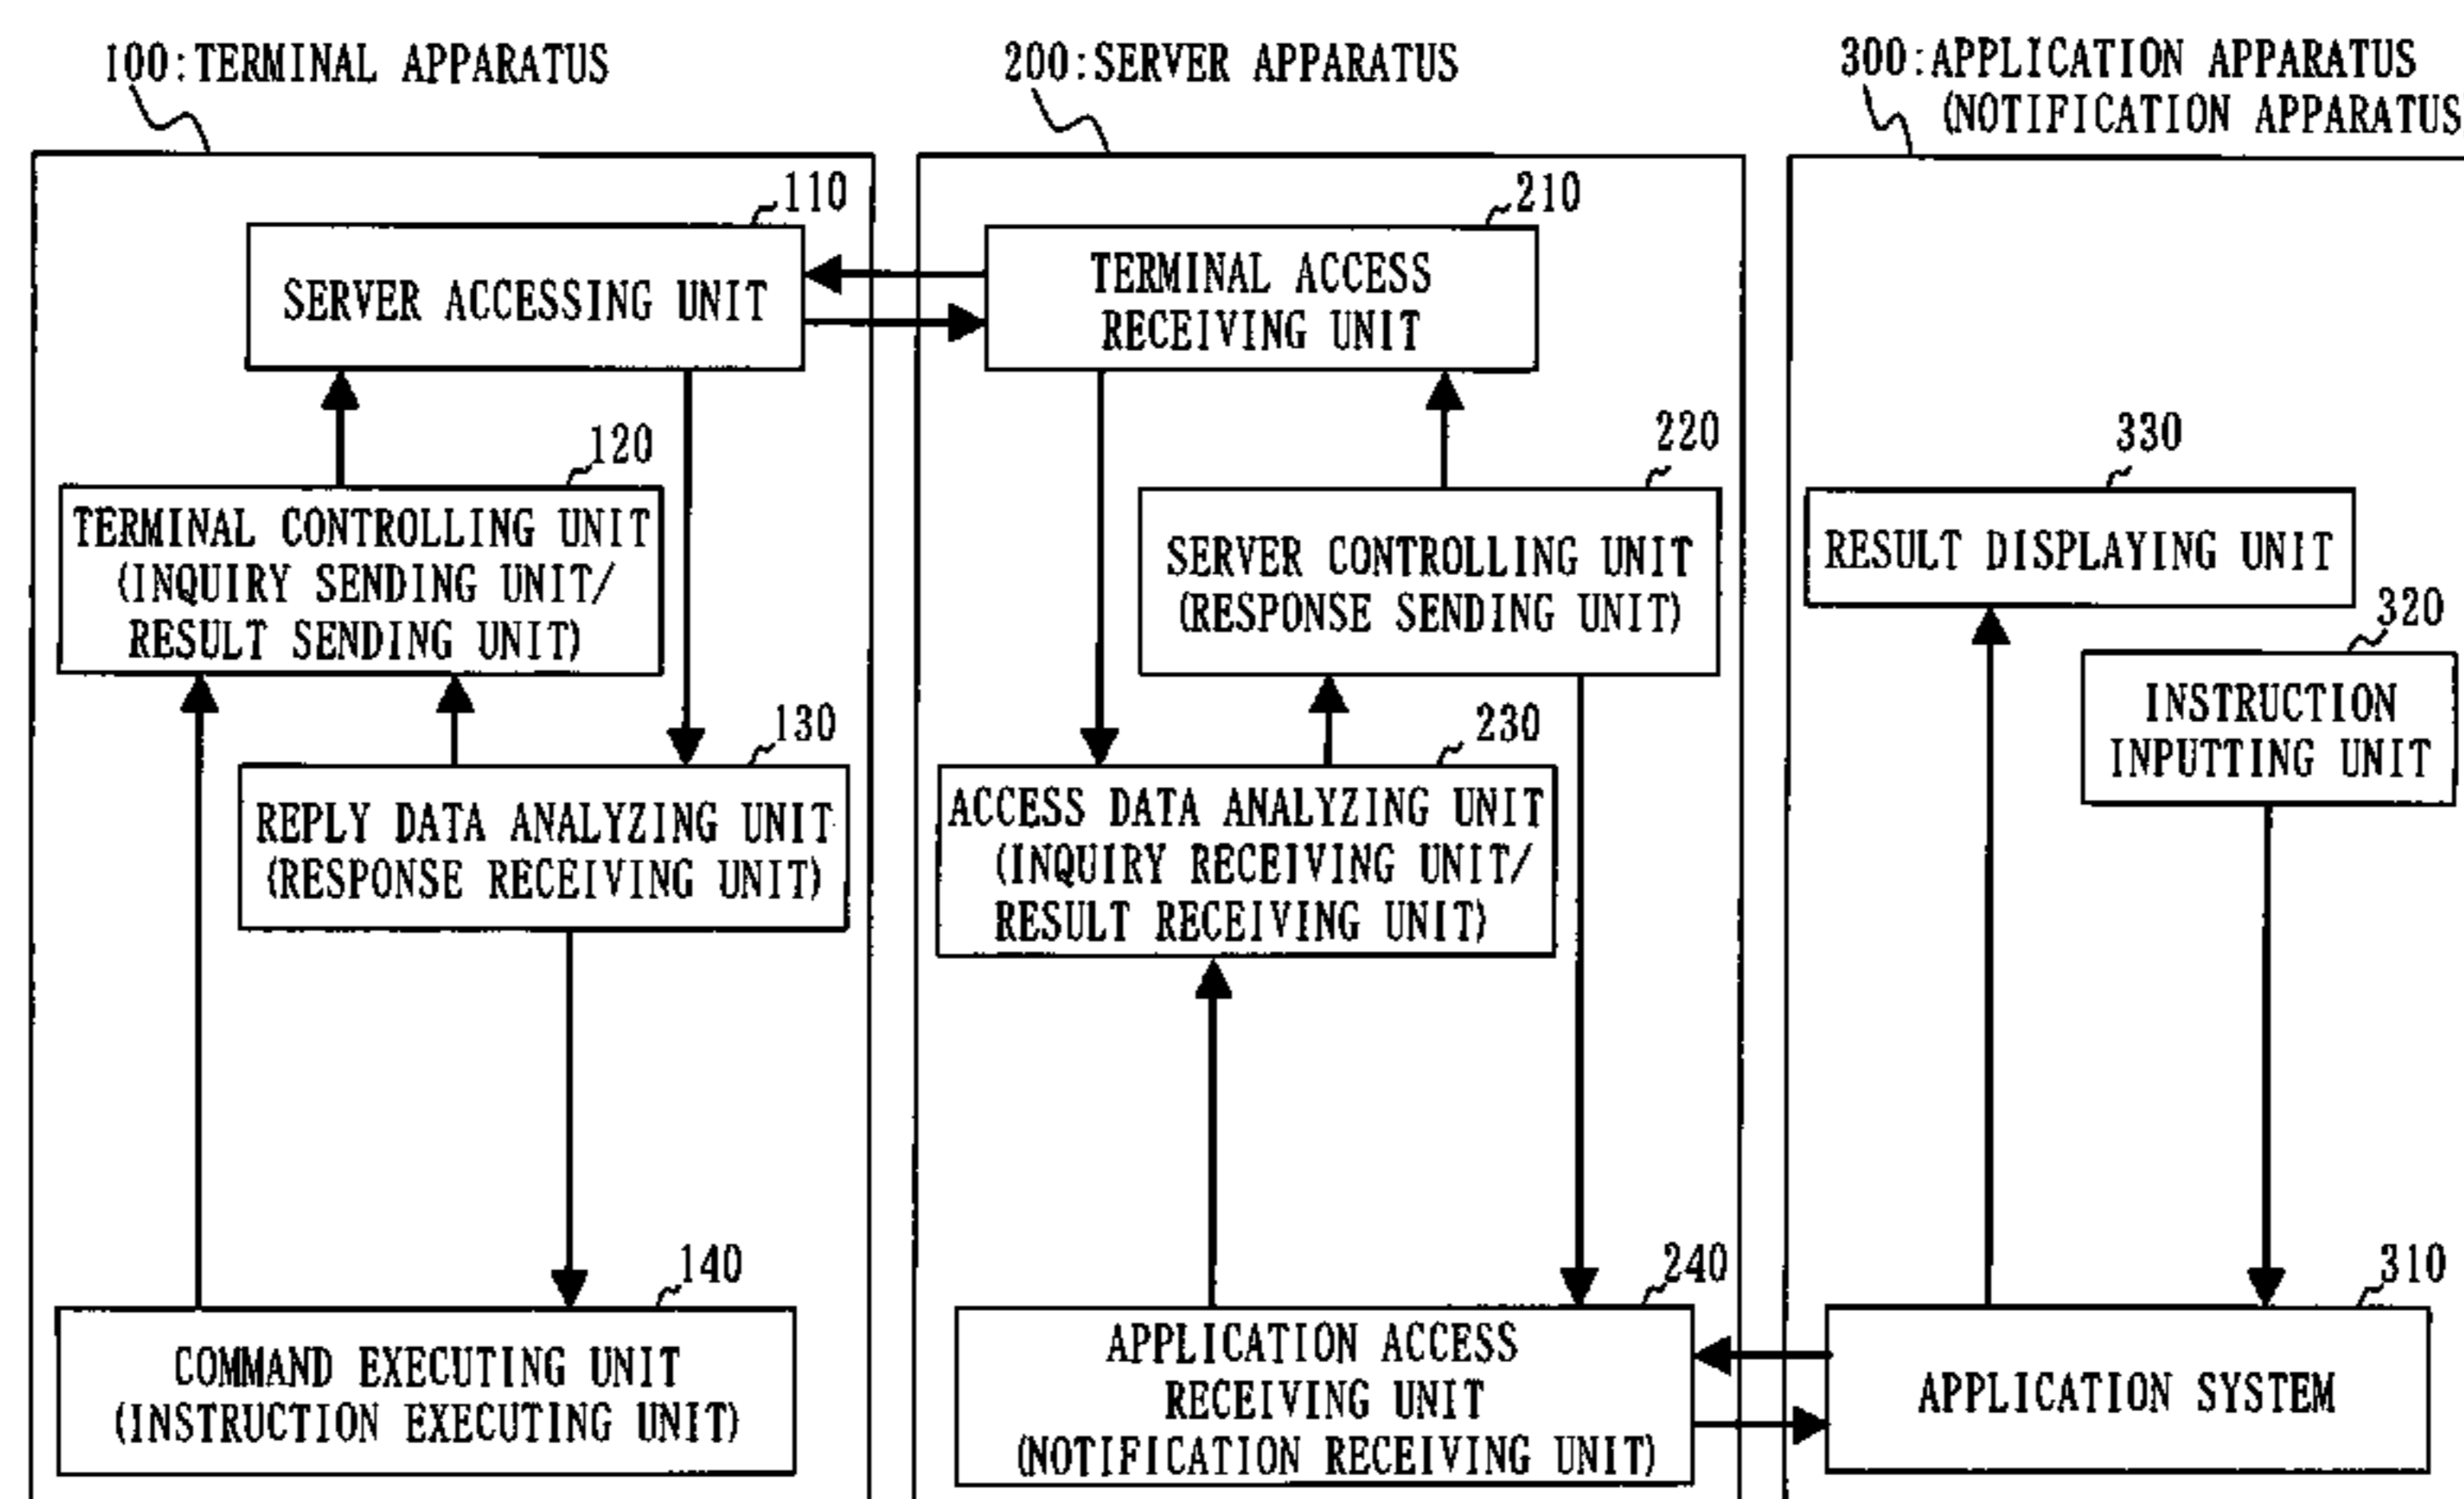 100:TERMINAL APPARATUS
200:SERVER APPARATUS
300:APPLICATION APPARATUS
(NOTIFICATION APPARATUS
110
SERVER ACCESSING UNIT
120
TERMINAL CONTROLLING UNIT
(INQUIRY SENDING UNIT/
RESULT SENDING UNIT)
130
REPLY DATA ANALYZING UNIT
(RESPONSE RECEIVING UNIT)
140
COMMAND EXECUTING UNIT
(INSTRUCTION EXECUTING UNIT)
210
TERMINAL ACCESS
RECEIVING UNIT
220
SERVER CONTROLLING UNIT
(RESPONSE SENDING UNIT)
230
ACCESS DATA ANALYZING UNIT
(INQUIRY RECEIVING UNIT/
RESULT RECEIVING UNIT)
240
APPLICATION ACCESS
RECEIVING UNIT
(NOTIFICATION RECEIVING UNIT)
330
RESULT DISPLAYING UNIT
320
INSTRUCTION
INPUTTING UNIT
310
APPLICATION SYSTEM